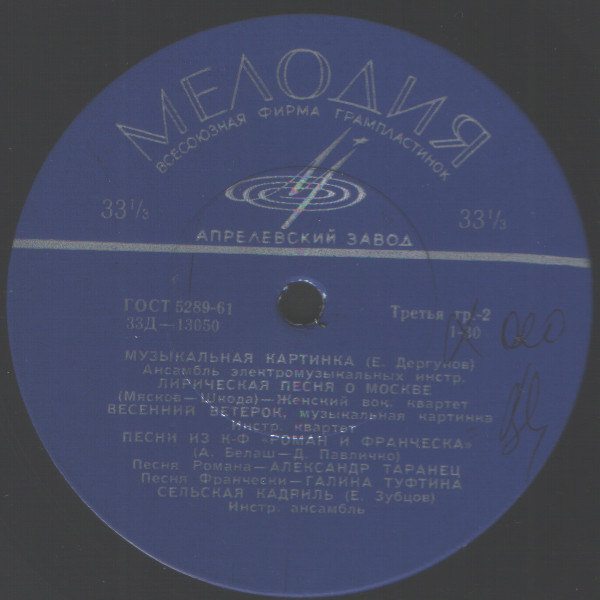 МЕЛОДИЯ
ВСЕСОЮЗНАЯ ФИРМА ГРАМПЛАСТИНОК
33⅓ 33⅓
АПРЕЛЕВСКИЙ ЗАВОД
ГОСТ 5289-61 Третья гр.-2
33Д—13050 1-30
МУЗЫКАЛЬНАЯ КАРТИНКА (Е. Дергунов)
Ансамбль электромузыкальных инстр.
ЛИРИЧЕСКАЯ ПЕСНЯ О МОСКВЕ
(Мясков—Шкода)—Женский вок. квартет
ВЕСЕННИЙ ВЕТЕРОК, музыкальная картинка
Инстр. квартет
ПЕСНИ ИЗ К-Ф «РОМАН И ФРАНЧЕСКА»
(А. Белаш—Д. Павличко)
Песня Романа—АЛЕКСАНДР ТАРАНЕЦ
Песня Франчески—ГАЛИНА ТУФТИНА
СЕЛЬСКАЯ КАДРИЛЬ (Е. Зубцов)
Инстр. ансамбль